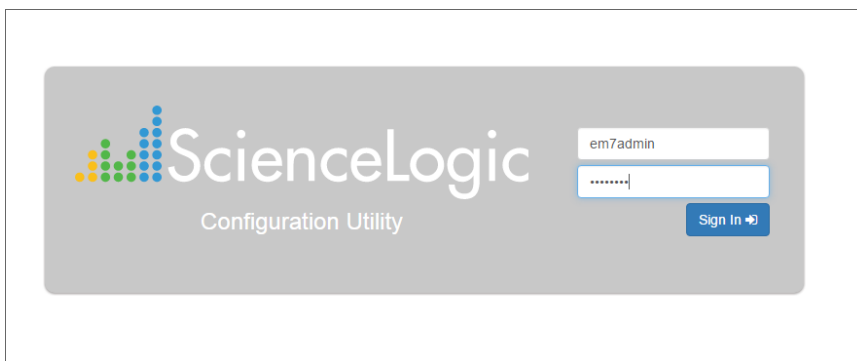 ScienceLogic
Configuration Utility
em7admin
••••••••
Sign In